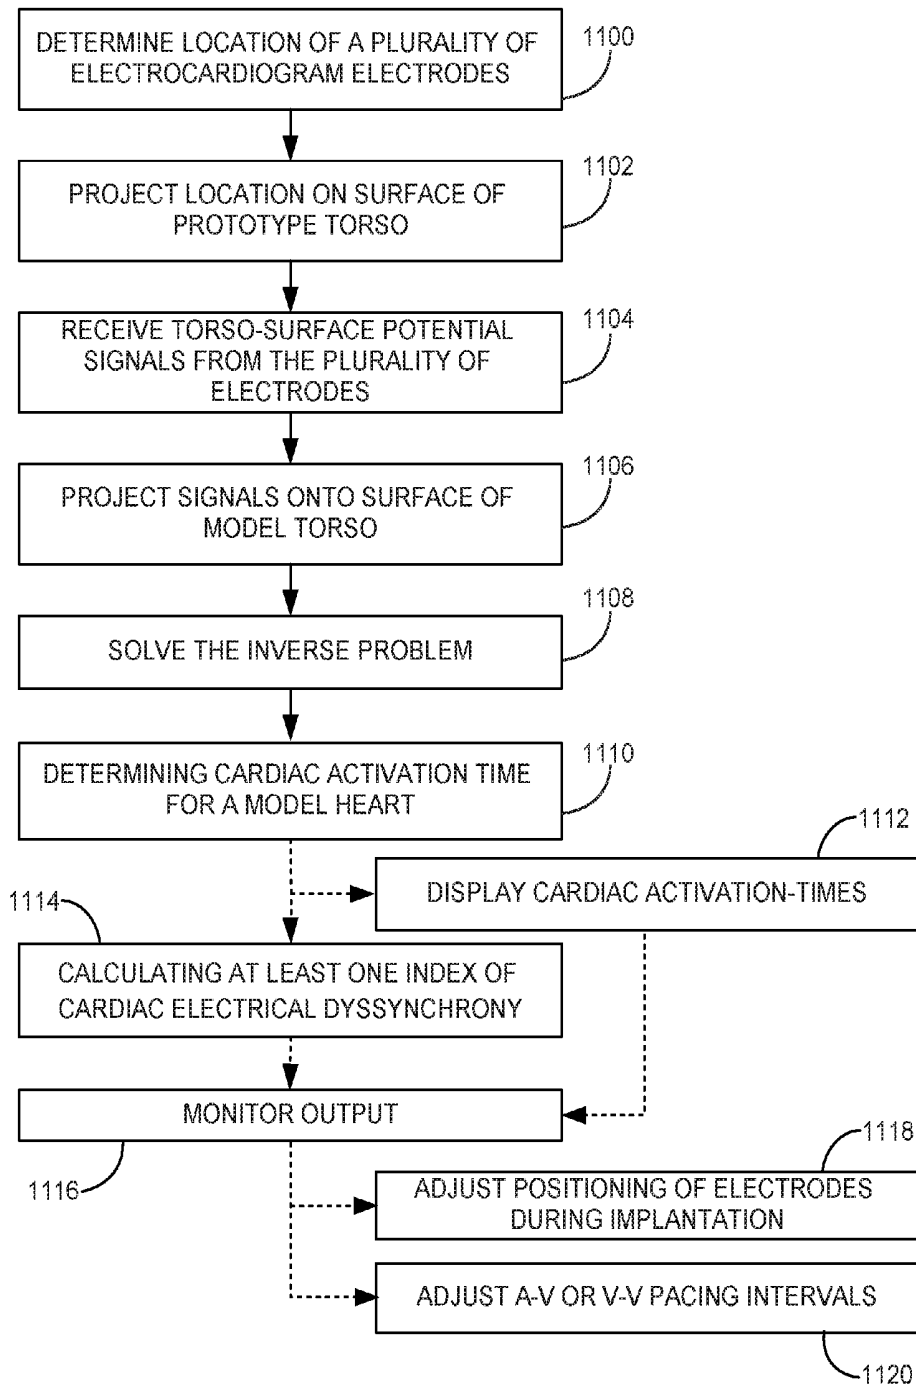 DETERMINE LOCATION OF A PLURALITY OF
ELECTROCARDIOGRAM ELECTRODES
1100
PROJECT LOCATION ON SURFACE OF
PROTOTYPE TORSO
1102
RECEIVE TORSO-SURFACE POTENTIAL
SIGNALS FROM THE PLURALITY OF
ELECTRODES
1104
PROJECT SIGNALS ONTO SURFACE OF
MODEL TORSO
1106
SOLVE THE INVERSE PROBLEM
1108
DETERMINING CARDIAC ACTIVATION TIME
FOR A MODEL HEART
1110
1112
DISPLAY CARDIAC ACTIVATION-TIMES
1114
CALCULATING AT LEAST ONE INDEX OF
CARDIAC ELECTRICAL DYSSYNCHRONY
MONITOR OUTPUT
1116
1118
ADJUST POSITIONING OF ELECTRODES
DURING IMPLANTATION
ADJUST A-V OR V-V PACING INTERVALS
1120